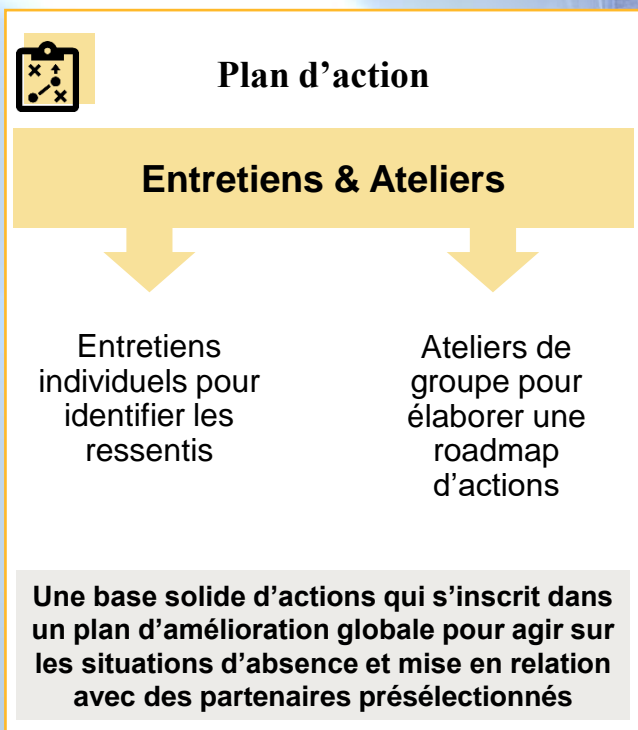 Plan d’action
Entretiens & Ateliers
Entretiens
individuels pour
identifier les
ressentis
Ateliers de
groupe pour
élaborer une
roadmap
d’actions
Une base solide d’actions qui s’inscrit dans
un plan d’amélioration globale pour agir sur
les situations d’absence et mise en relation
avec des partenaires présélectionnés